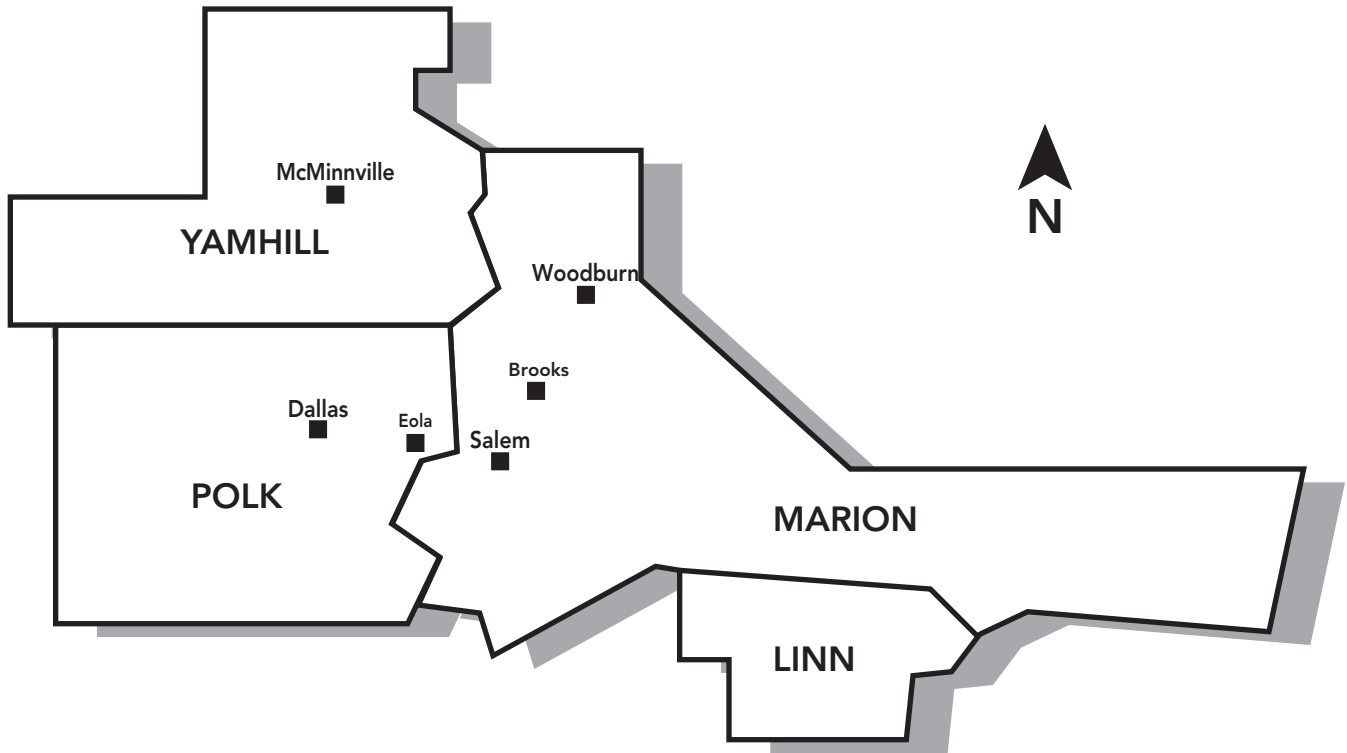 McMinnville
N
YAMHILL
Woodburn
Brooks
Dallas
Eola
Salem
POLK
MARION
LINN